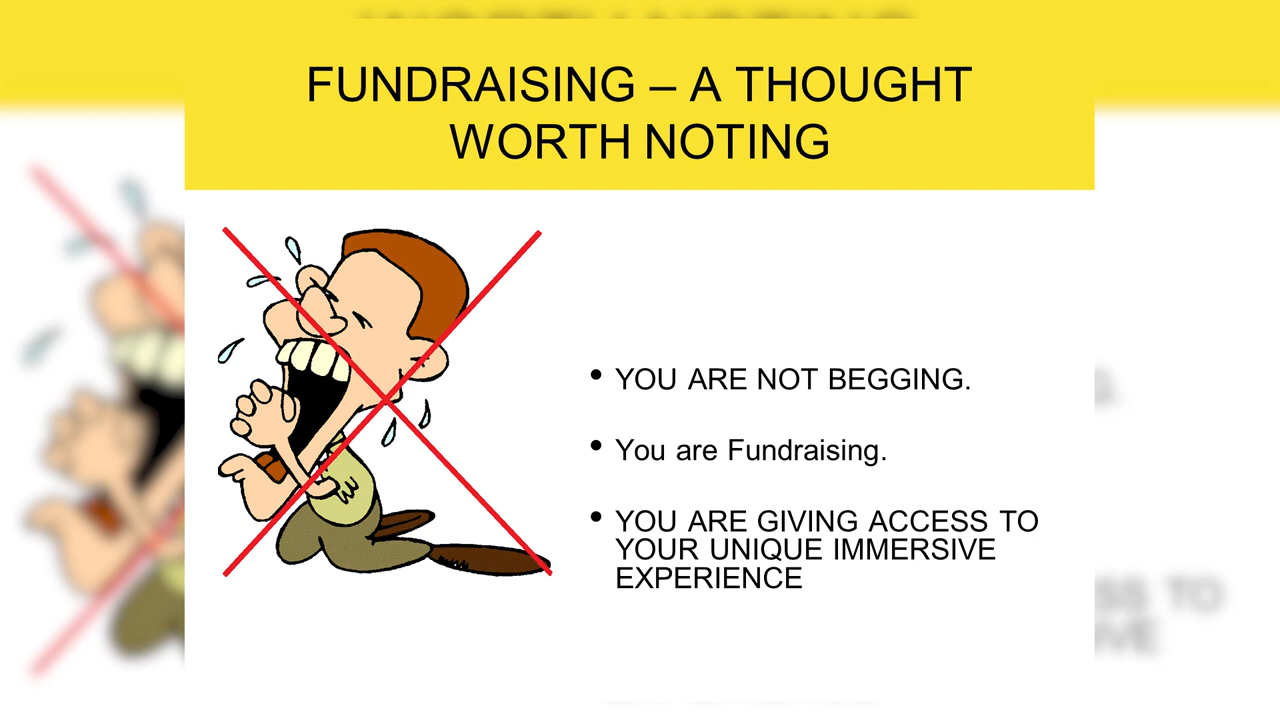 FUNDRAISING – A THOUGHT
WORTH NOTING
• YOU ARE NOT BEGGING.
• You are Fundraising.
• YOU ARE GIVING ACCESS TO
YOUR UNIQUE IMMERSIVE
EXPERIENCE